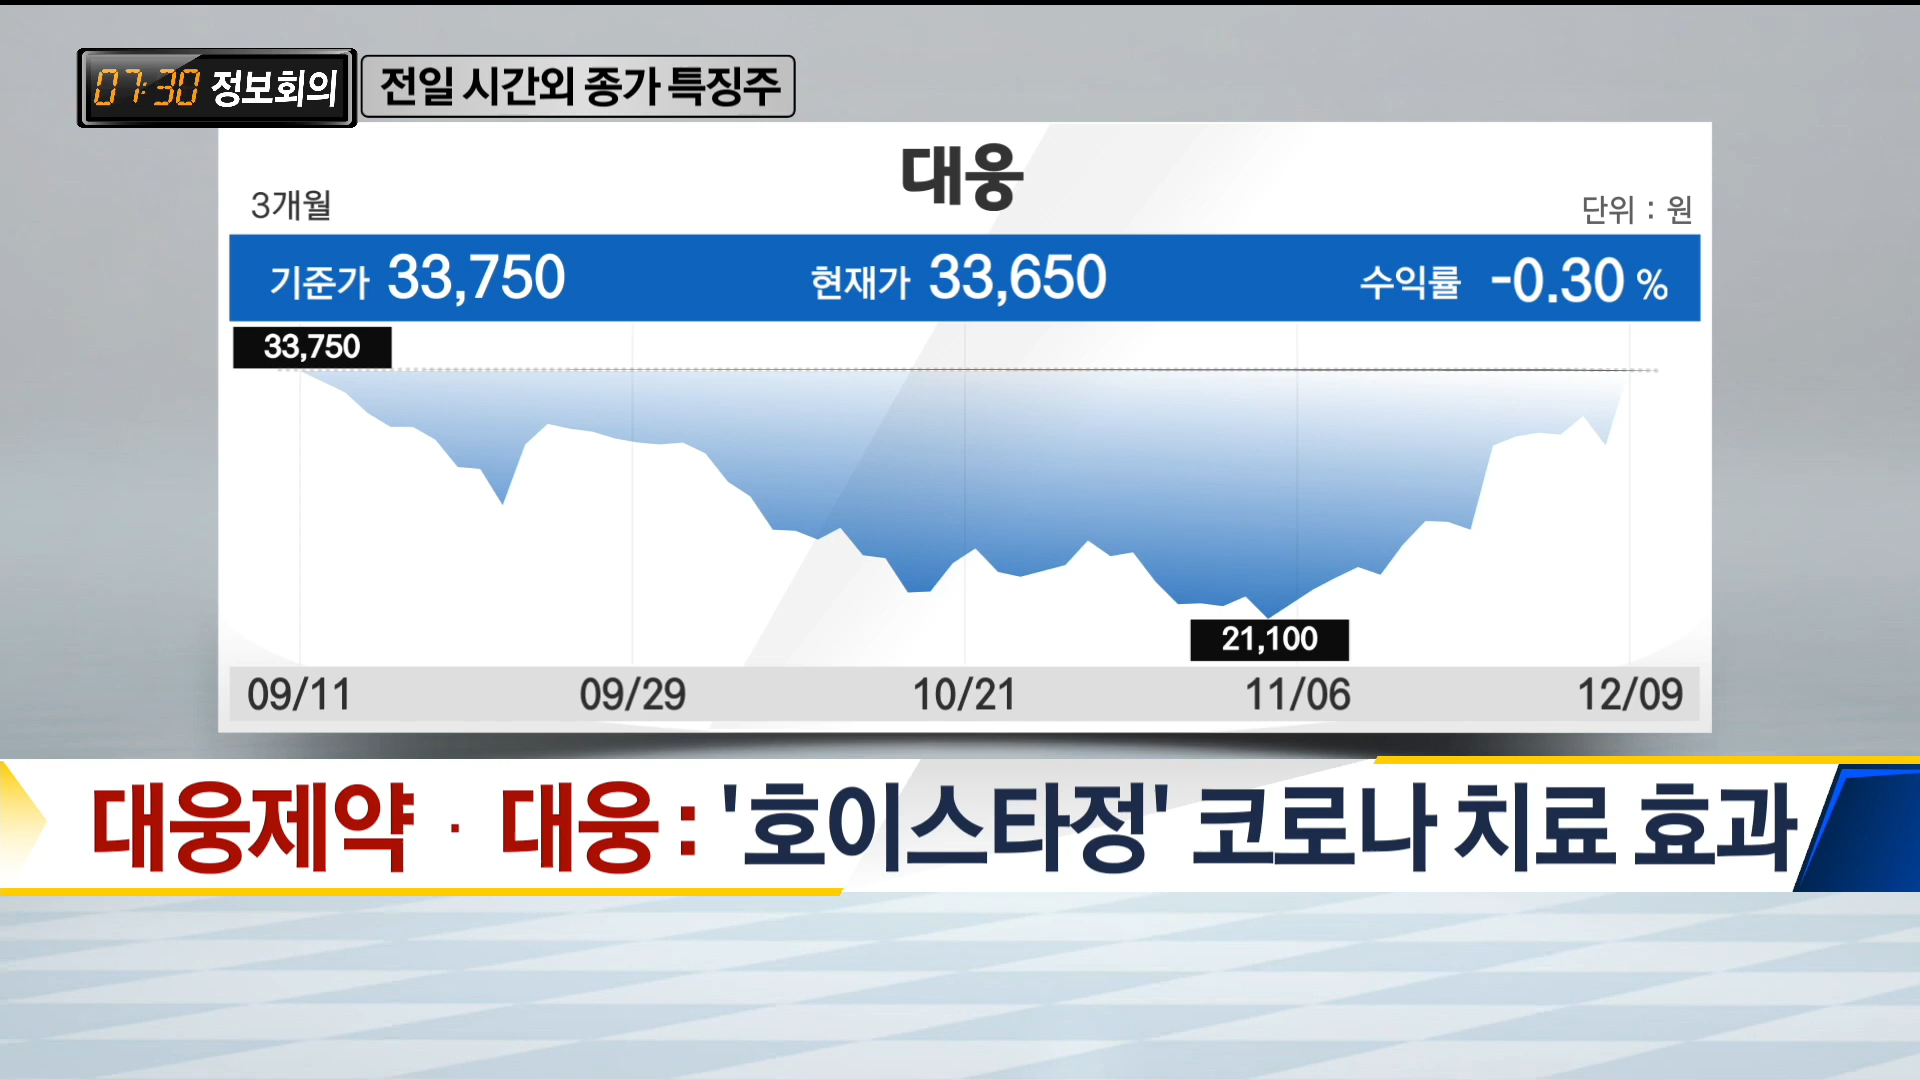 07:30 정보회의 전일 시간외 종가 특징주
대웅
3개월
단위 : 원
기준가 33,750 현재가 33,650 수익률 -0.30 %
33,750
21,100
09/11 09/29 10/21 11/06 12/09
대웅제약 · 대웅 : '호이스타정' 코로나 치료 효과